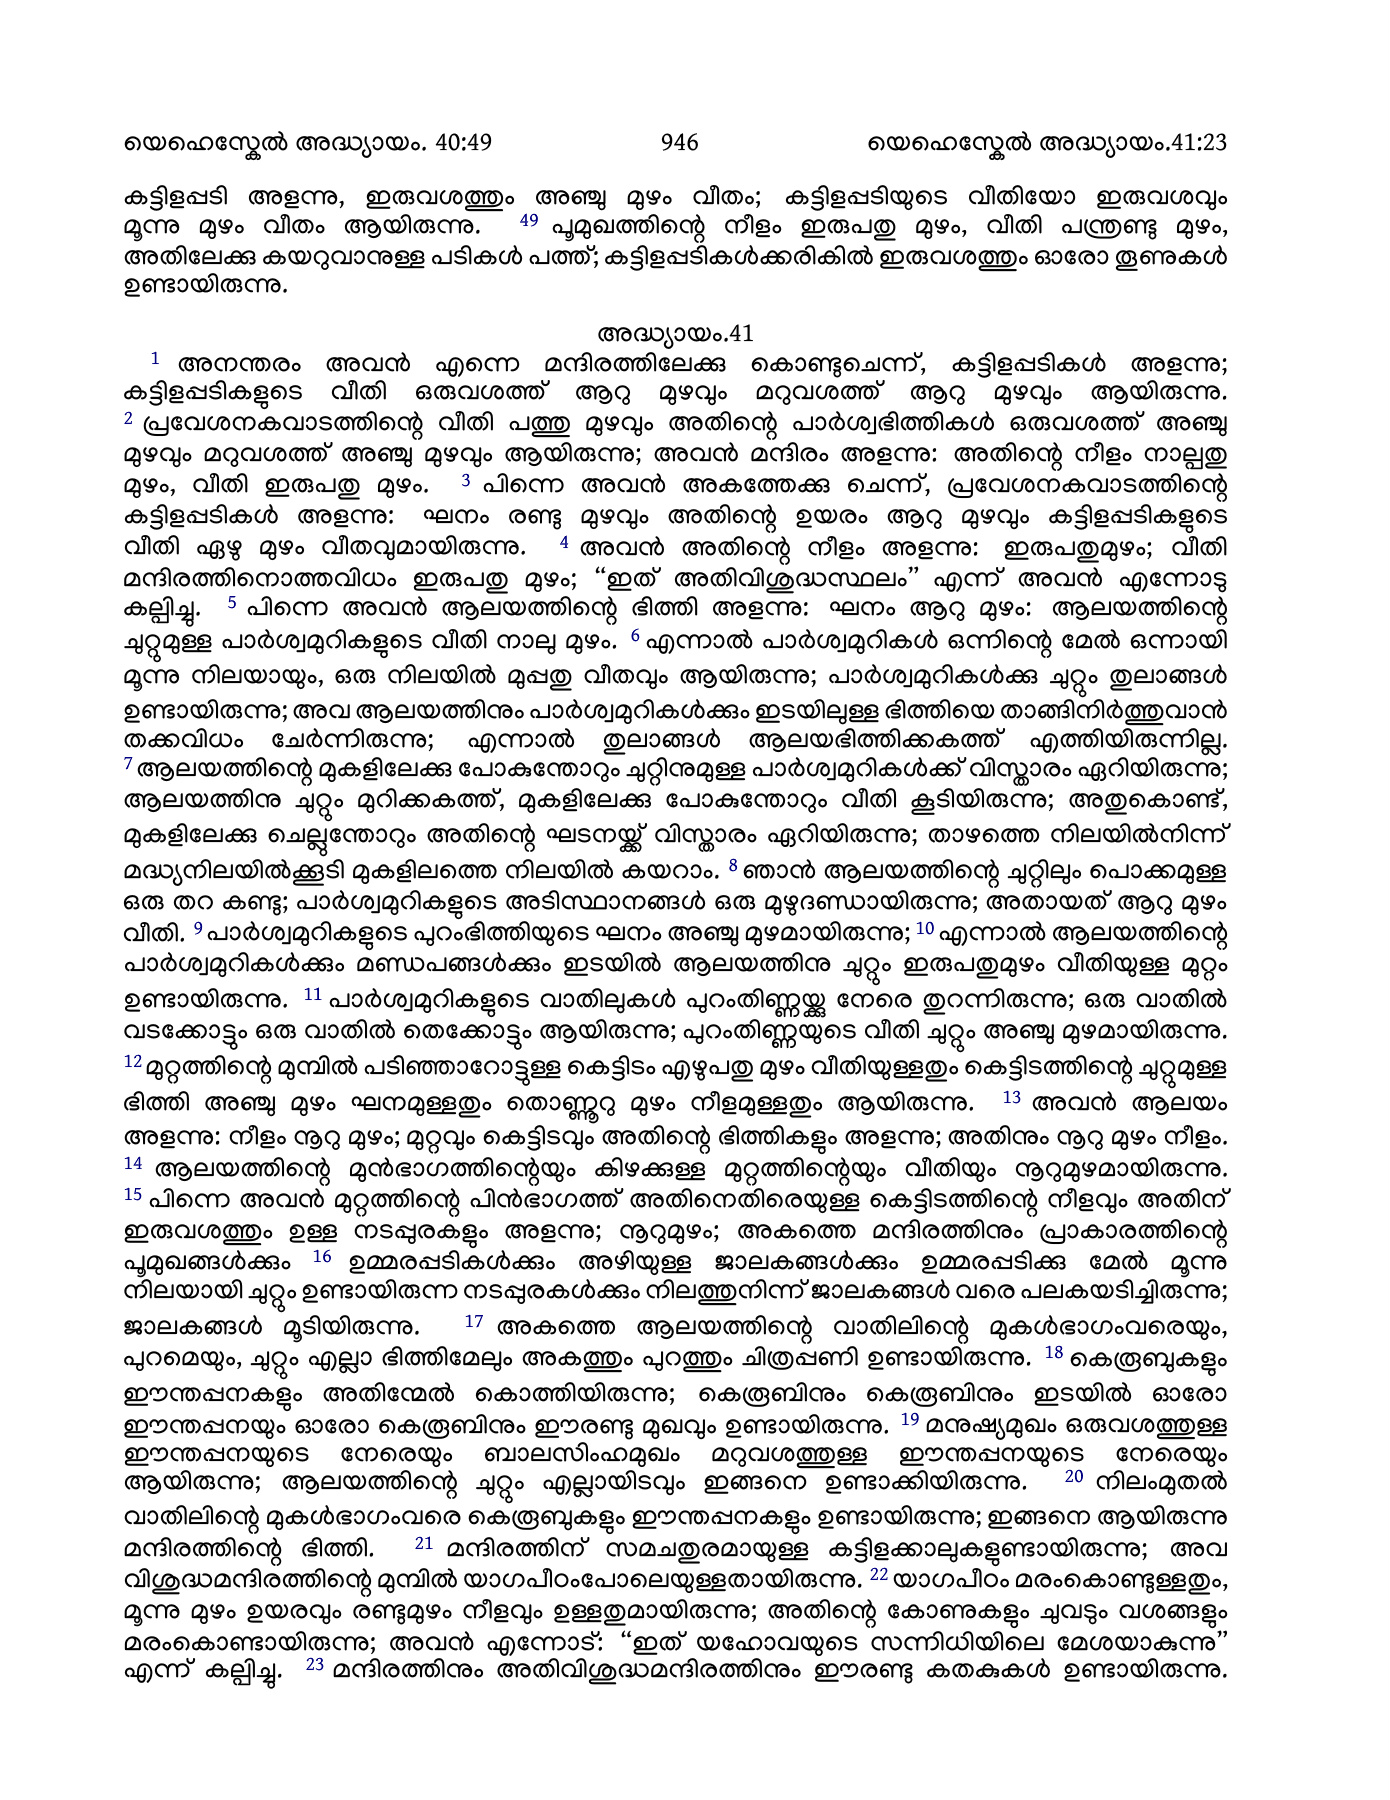 യെഹെസ്കേൽ അദ്ധ്യായം. 40:49 946 യെഹെസ്കേൽ അദ്ധ്യായം.41:23
കട്ടിളപ്പടി അളന്നു, ഇരുവശത്തും അഞ്ചു മുഴം വീതം; കട്ടിളപ്പടിയുടെ വീതിയോ ഇരുവശവും
മൂന്നു മുഴം വീതം ആയിരുന്നു. 49 പൂമുഖത്തിന്റെ നീളം ഇരുപതു മുഴം, വീതി പന്ത്രണ്ടു മുഴം,
അതിലേക്കു കയറുവാനുള്ള പടികൾ പത്ത്; കട്ടിളപ്പടികൾക്കരികിൽ ഇരുവശത്തും ഓരോ തൂണുകൾ
ഉണ്ടായിരുന്നു.
അദ്ധ്യായം.41
1 അനന്തരം അവൻ എന്നെ മന്ദിരത്തിലേക്കു കൊണ്ടുചെന്ന്, കട്ടിളപ്പടികൾ അളന്നു;
കട്ടിളപ്പടികളുടെ വീതി ഒരുവശത്ത് ആറു മുഴവും മറുവശത്ത് ആറു മുഴവും ആയിരുന്നു.
2 പ്രവേശനകവാടത്തിന്റെ വീതി പത്തു മുഴവും അതിന്റെ പാർശ്വഭിത്തികൾ ഒരുവശത്ത് അഞ്ചു
മുഴവും മറുവശത്ത് അഞ്ചു മുഴവും ആയിരുന്നു; അവൻ മന്ദിരം അളന്നു: അതിന്റെ നീളം നാല്പതു
മുഴം, വീതി ഇരുപതു മുഴം. 3 പിന്നെ അവൻ അകത്തേക്കു ചെന്ന്, പ്രവേശനകവാടത്തിന്റെ
കട്ടിളപ്പടികൾ അളന്നു: ഘനം രണ്ടു മുഴവും അതിന്റെ ഉയരം ആറു മുഴവും കട്ടിളപ്പടികളുടെ
വീതി ഏഴു മുഴം വീതവുമായിരുന്നു. 4 അവൻ അതിന്റെ നീളം അളന്നു: ഇരുപതുമുഴം; വീതി
മന്ദിരത്തിനൊത്തവിധം ഇരുപതു മുഴം; “ഇത് അതിവിശുദ്ധസ്ഥലം” എന്ന് അവൻ എന്നോടു
കല്പിച്ചു. 5 പിന്നെ അവൻ ആലയത്തിന്റെ ഭിത്തി അളന്നു: ഘനം ആറു മുഴം: ആലയത്തിന്റെ
ചുറ്റുമുള്ള പാർശ്വമുറികളുടെ വീതി നാലു മുഴം. 6 എന്നാൽ പാർശ്വമുറികൾ ഒന്നിന്റെ മേൽ ഒന്നായി
മൂന്നു നിലയായും, ഒരു നിലയിൽ മുപ്പതു വീതവും ആയിരുന്നു; പാർശ്വമുറികൾക്കു ചുറ്റും തുലാങ്ങൾ
ഉണ്ടായിരുന്നു; അവ ആലയത്തിനും പാർശ്വമുറികൾക്കും ഇടയിലുള്ള ഭിത്തിയെ താങ്ങിനിർത്തുവാൻ
തക്കവിധം ചേർന്നിരുന്നു; എന്നാൽ തുലാങ്ങൾ ആലയഭിത്തിക്കകത്ത് എത്തിയിരുന്നില്ല.
7 ആലയത്തിന്റെ മുകളിലേക്കു പോകുന്തോറും ചുറ്റിനുമുള്ള പാർശ്വമുറികൾക്ക് വിസ്താരം ഏറിയിരുന്നു;
ആലയത്തിനു ചുറ്റും മുറിക്കകത്ത്, മുകളിലേക്കു പോകുന്തോറും വീതി കൂടിയിരുന്നു; അതുകൊണ്ട്,
മുകളിലേക്കു ചെല്ലുന്തോറും അതിന്റെ ഘടനയ്ക്ക് വിസ്താരം ഏറിയിരുന്നു; താഴത്തെ നിലയിൽനിന്ന്
മദ്ധ്യനിലയിൽക്കൂടി മുകളിലത്തെ നിലയിൽ കയറാം. 8 ഞാൻ ആലയത്തിന്റെ ചുറ്റിലും പൊക്കമുള്ള
ഒരു തറ കണ്ടു; പാർശ്വമുറികളുടെ അടിസ്ഥാനങ്ങൾ ഒരു മുഴുദണ്ഡായിരുന്നു; അതായത് ആറു മുഴം
വീതി. 9 പാർശ്വമുറികളുടെ പുറംഭിത്തിയുടെ ഘനം അഞ്ചു മുഴമായിരുന്നു; 10 എന്നാൽ ആലയത്തിന്റെ
പാർശ്വമുറികൾക്കും മണ്ഡപങ്ങൾക്കും ഇടയിൽ ആലയത്തിനു ചുറ്റും ഇരുപതുമുഴം വീതിയുള്ള മുറ്റം
ഉണ്ടായിരുന്നു. 11 പാർശ്വമുറികളുടെ വാതിലുകൾ പുറംതിണ്ണയ്ക്കു നേരെ തുറന്നിരുന്നു; ഒരു വാതിൽ
വടക്കോട്ടും ഒരു വാതിൽ തെക്കോട്ടും ആയിരുന്നു; പുറംതിണ്ണയുടെ വീതി ചുറ്റും അഞ്ചു മുഴമായിരുന്നു.
12 മുറ്റത്തിന്റെ മുമ്പിൽ പടിഞ്ഞാറോട്ടുള്ള കെട്ടിടം എഴുപതു മുഴം വീതിയുള്ളതും കെട്ടിടത്തിന്റെ ചുറ്റുമുള്ള
ഭിത്തി അഞ്ചു മുഴം ഘനമുള്ളതും തൊണ്ണൂറു മുഴം നീളമുള്ളതും ആയിരുന്നു. 13 അവൻ ആലയം
അളന്നു: നീളം നൂറു മുഴം; മുറ്റവും കെട്ടിടവും അതിന്റെ ഭിത്തികളും അളന്നു; അതിനും നൂറു മുഴം നീളം.
14 ആലയത്തിന്റെ മുൻഭാഗത്തിന്റെയും കിഴക്കുള്ള മുറ്റത്തിന്റെയും വീതിയും നൂറുമുഴമായിരുന്നു.
15 പിന്നെ അവൻ മുറ്റത്തിന്റെ പിൻഭാഗത്ത് അതിനെതിരെയുള്ള കെട്ടിടത്തിന്റെ നീളവും അതിന്
ഇരുവശത്തും ഉള്ള നടപ്പുരകളും അളന്നു; നൂറുമുഴം; അകത്തെ മന്ദിരത്തിനും പ്രാകാരത്തിന്റെ
പൂമുഖങ്ങൾക്കും 16 ഉമ്മരപ്പടികൾക്കും അഴിയുള്ള ജാലകങ്ങൾക്കും ഉമ്മരപ്പടിക്കു മേൽ മൂന്നു
നിലയായി ചുറ്റും ഉണ്ടായിരുന്ന നടപ്പുരകൾക്കും നിലത്തുനിന്ന് ജാലകങ്ങൾ വരെ പലകയടിച്ചിരുന്നു;
ജാലകങ്ങൾ മൂടിയിരുന്നു. 17 അകത്തെ ആലയത്തിന്റെ വാതിലിന്റെ മുകൾഭാഗംവരെയും,
പുറമെയും, ചുറ്റും എല്ലാ ഭിത്തിമേലും അകത്തും പുറത്തും ചിത്രപ്പണി ഉണ്ടായിരുന്നു. 18 കെരൂബുകളും
ഈന്തപ്പനകളും അതിന്മേൽ കൊത്തിയിരുന്നു; കെരൂബിനും കെരൂബിനും ഇടയിൽ ഓരോ
ഈന്തപ്പനയും ഓരോ കെരൂബിനും ഈരണ്ടു മുഖവും ഉണ്ടായിരുന്നു. 19 മനുഷ്യമുഖം ഒരുവശത്തുള്ള
ഈന്തപ്പനയുടെ നേരെയും ബാലസിംഹമുഖം മറുവശത്തുള്ള ഈന്തപ്പനയുടെ നേരെയും
ആയിരുന്നു; ആലയത്തിന്റെ ചുറ്റും എല്ലായിടവും ഇങ്ങനെ ഉണ്ടാക്കിയിരുന്നു. 20 നിലംമുതൽ
വാതിലിന്റെ മുകൾഭാഗംവരെ കെരൂബുകളും ഈന്തപ്പനകളും ഉണ്ടായിരുന്നു; ഇങ്ങനെ ആയിരുന്നു
മന്ദിരത്തിന്റെ ഭിത്തി. 21 മന്ദിരത്തിന് സമചതുരമായുള്ള കട്ടിളക്കാലുകളുണ്ടായിരുന്നു; അവ
വിശുദ്ധമന്ദിരത്തിന്റെ മുമ്പിൽ യാഗപീഠംപോലെയുള്ളതായിരുന്നു. 22 യാഗപീഠം മരംകൊണ്ടുള്ളതും,
മൂന്നു മുഴം ഉയരവും രണ്ടുമുഴം നീളവും ഉള്ളതുമായിരുന്നു; അതിന്റെ കോണുകളും ചുവടും വശങ്ങളും
മരംകൊണ്ടായിരുന്നു; അവൻ എന്നോട്: “ഇത് യഹോവയുടെ സന്നിധിയിലെ മേശയാകുന്നു”
എന്ന് കല്പിച്ചു. 23 മന്ദിരത്തിനും അതിവിശുദ്ധമന്ദിരത്തിനും ഈരണ്ടു കതകുകൾ ഉണ്ടായിരുന്നു.